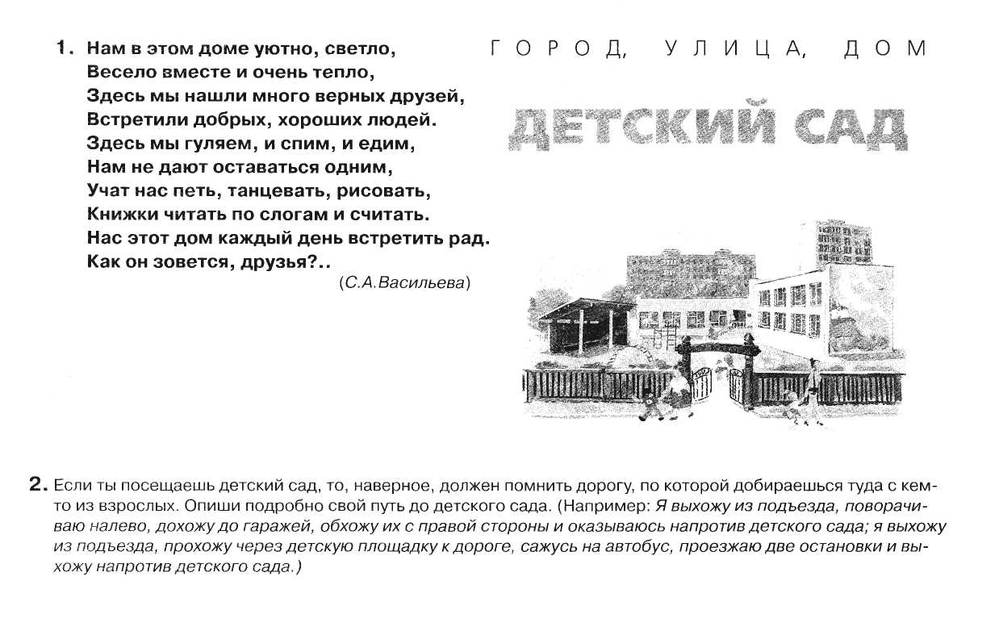 1. Нам в этом доме уютно, светло,
Весело вместе и очень тепло,
Здесь мы нашли много верных друзей,
Встретили добрых, хороших людей.
Здесь мы гуляем, и спим, и едим,
Нам не дают оставаться одним,
Учат нас петь, танцевать, рисовать,
Книжки читать по слогам и считать.
Нас этот дом каждый день встретить рад.
Как он зовется, друзья?..
(С.А.Васильева)
ГОРОД, УЛИЦА, ДОМ
ДЕТСКИЙ САД
2. Если ты посещаешь детский сад, то, наверное, должен помнить дорогу, по которой добираешься туда с кем-
то из взрослых. Опиши подробно свой путь до детского сада. (Например: Я выхожу из подъезда, поворачи-
ваю налево, дохожу до гаражей, обхожу их с правой стороны и оказываюсь напротив детского сада; я выхожу
из подъезда, прохожу через детскую площадку к дороге, сажусь на автобус, проезжаю две остановки и вы-
хожу напротив детского сада.)